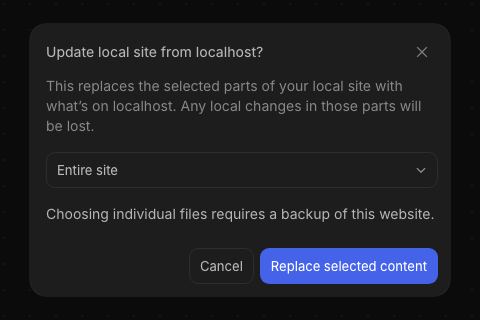 Update local site from localhost?
This replaces the selected parts of your local site with
what’s on localhost. Any local changes in those parts will
be lost.
Entire site
Choosing individual files requires a backup of this website.
Cancel
Replace selected content